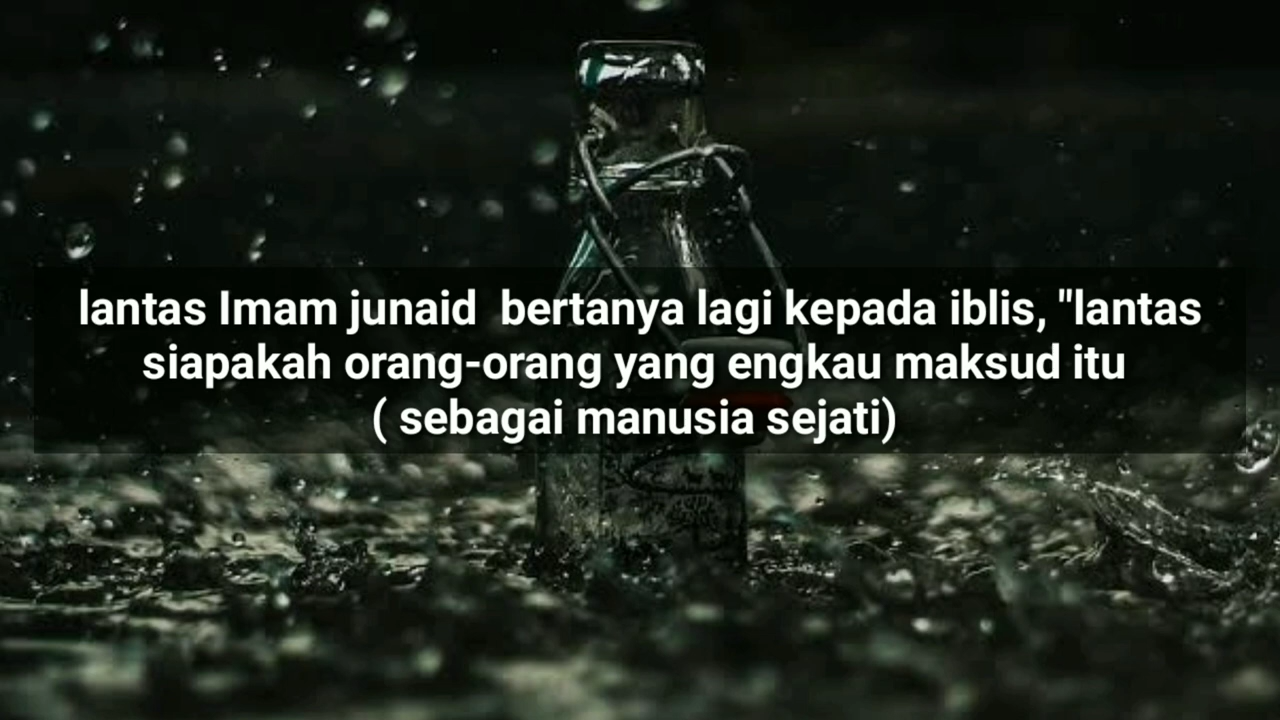 lantas Imam junaid  bertanya lagi kepada iblis, "lantas
siapakah orang-orang yang engkau maksud itu
( sebagai manusia sejati)